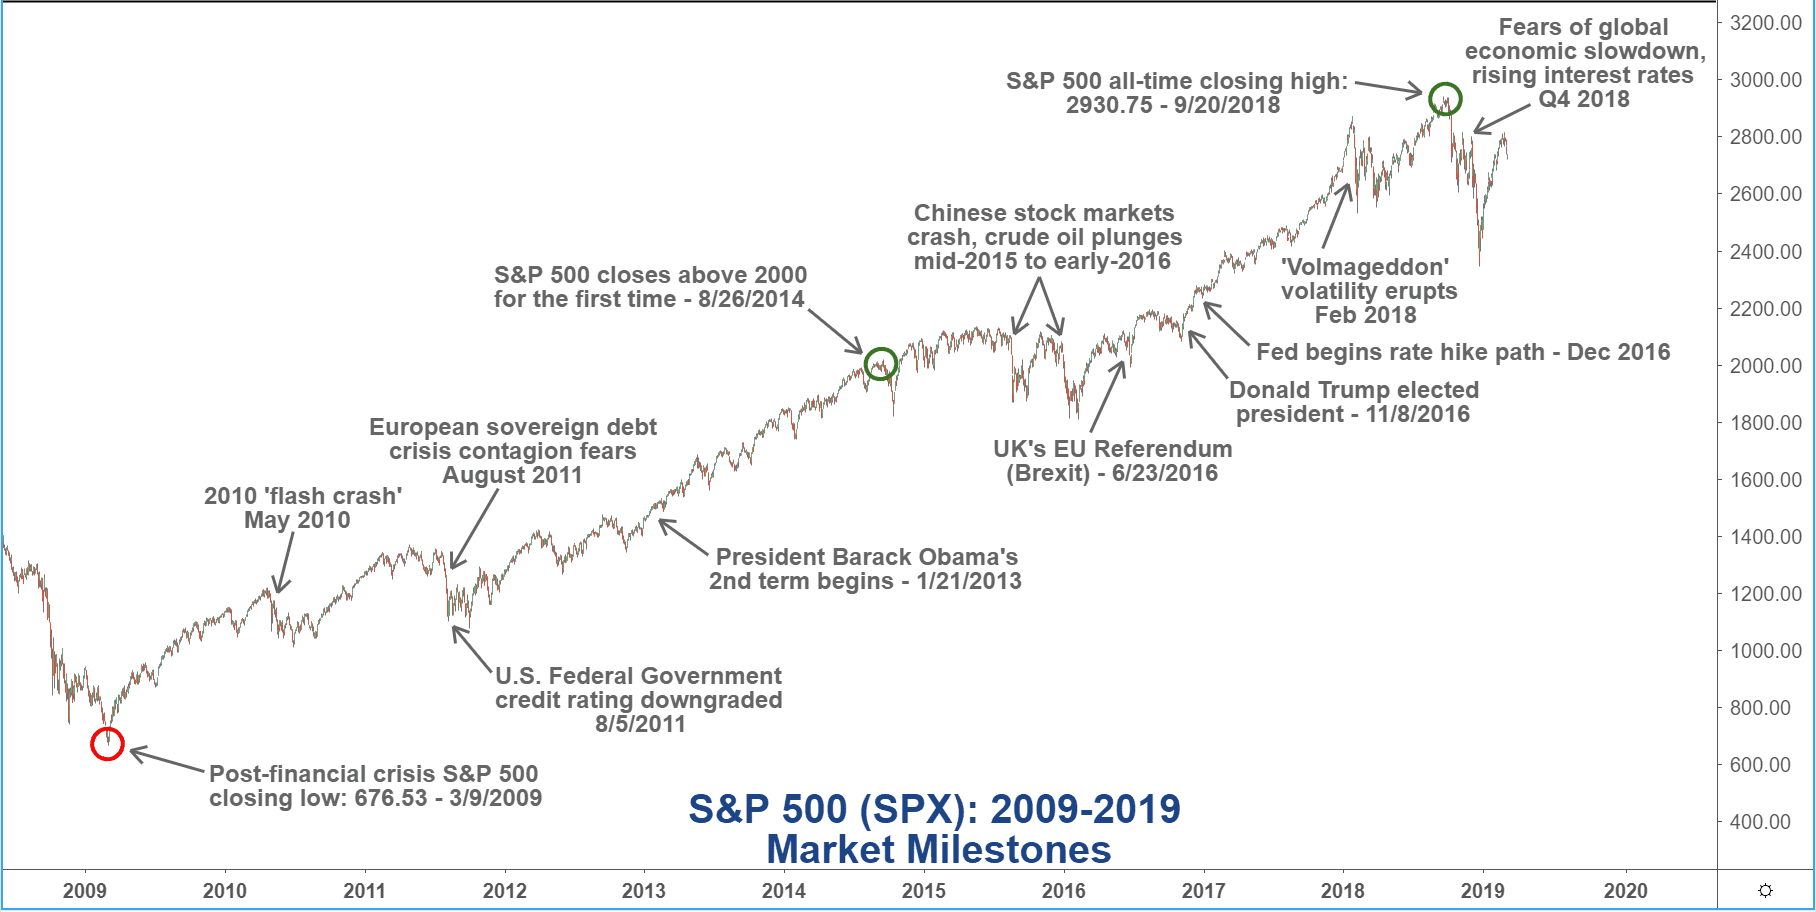 Fears of global
economic slowdown,
rising interest rates
Q4 2018
S&P 500 all-time closing high:
2930.75 - 9/20/2018
Chinese stock markets
crash, crude oil plunges
mid-2015 to early-2016
S&P 500 closes above 2000
for the first time - 8/26/2014
'Volmageddon'
volatility erupts
Feb 2018
Fed begins rate hike path - Dec 2016
Donald Trump elected
president - 11/8/2016
UK's EU Referendum
(Brexit) - 6/23/2016
European sovereign debt
crisis contagion fears
August 2011
2010 'flash crash'
May 2010
President Barack Obama's
2nd term begins - 1/21/2013
U.S. Federal Government
credit rating downgraded
8/5/2011
Post-financial crisis S&P 500
closing low: 676.53 - 3/9/2009
S&P 500 (SPX): 2009-2019
Market Milestones
3200.00
3000.00
2800.00
2600.00
2400.00
2200.00
2000.00
1800.00
1600.00
1400.00
1200.00
1000.00
800.00
600.00
400.00
2009 2010 2011 2012 2013 2014 2015 2016 2017 2018 2019 2020